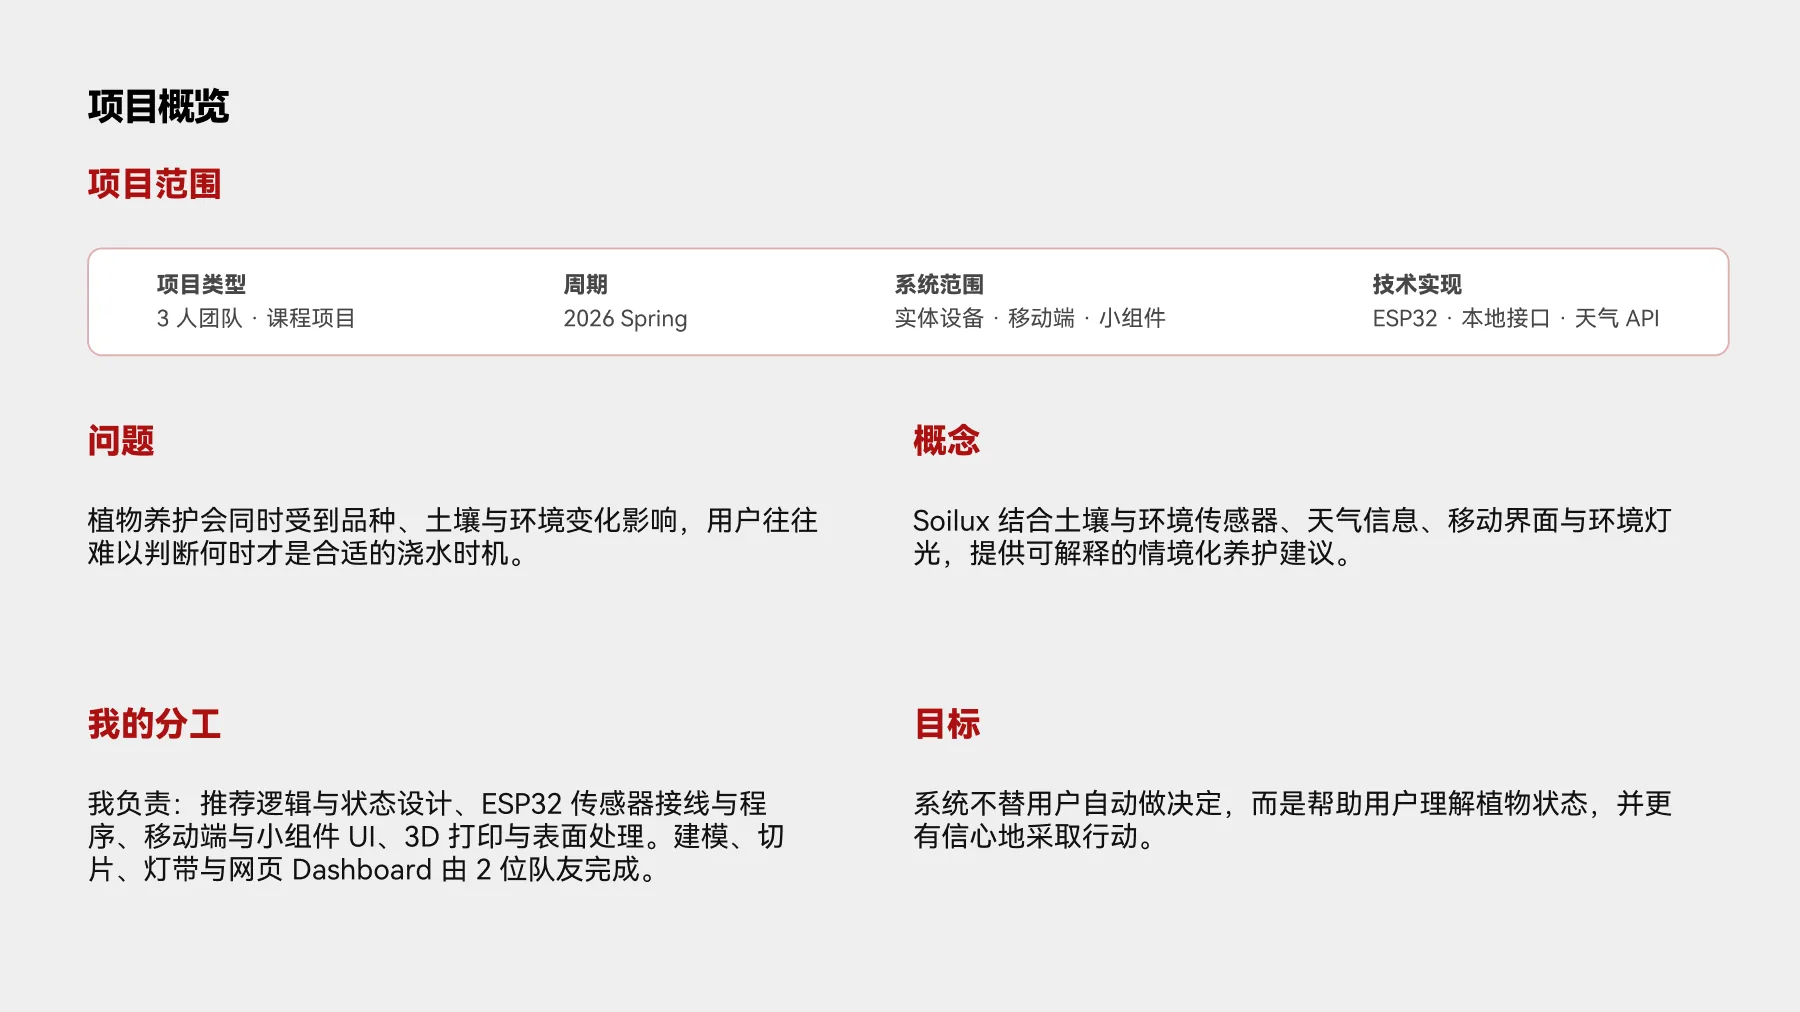 项目概览
项目范围
项目类型
3 人团队 · 课程项目
周期
2026 Spring
系统范围
实体设备 · 移动端 · 小组件
技术实现
ESP32 · 本地接口 · 天气 API
问题
植物养护会同时受到品种、土壤与环境变化影响，用户往往
难以判断何时才是合适的浇水时机。
概念
Soilux 结合土壤与环境传感器、天气信息、移动界面与环境灯
光，提供可解释的情境化养护建议。
我的分工
我负责：推荐逻辑与状态设计、ESP32 传感器接线与程
序、移动端与小组件 UI、3D 打印与表面处理。建模、切
片、灯带与网页 Dashboard 由 2 位队友完成。
目标
系统不替用户自动做决定，而是帮助用户理解植物状态，并更
有信心地采取行动。